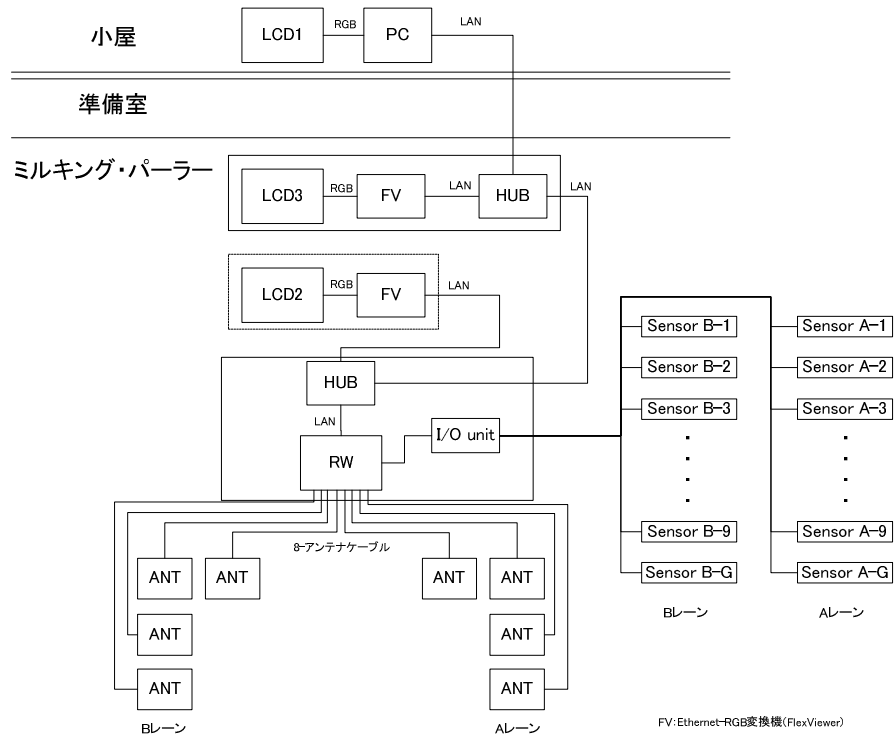 小屋
LCD1
RGB
PC
LAN
準備室
ミルキング・パーラー
LCD3
RGB
FV
LAN
HUB
LAN
LCD2
RGB
FV
LAN
HUB
LAN
RW
I/O unit
Sensor B-1
Sensor A-1
Sensor B-2
Sensor A-2
Sensor B-3
Sensor A-3
Sensor B-9
Sensor A-9
Sensor B-G
Sensor A-G
Bレーン
Aレーン
8-アンテナケーブル
ANT
ANT
ANT
ANT
ANT
ANT
ANT
ANT
Bレーン
Aレーン
FV:Ethernet-RGB変換機(FlexViewer)